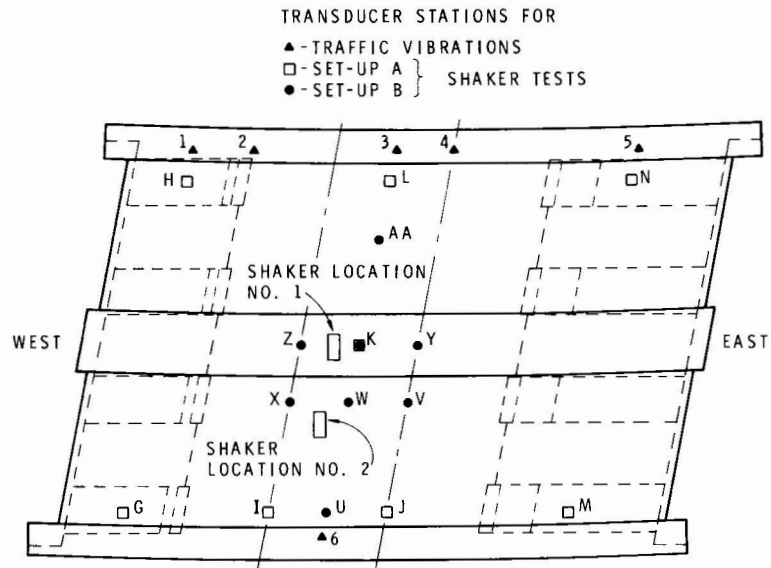 TRANSDUCER STATIONS FOR
▲-TRAFFIC VIBRATIONS
□-SET-UP A
●-SET-UP B
SHAKER TESTS
1 2 3 4 5
H L N
AA
SHAKER LOCATION
NO. 1
WEST Z K Y EAST
X W V
SHAKER
LOCATION NO. 2
G I U J M
6